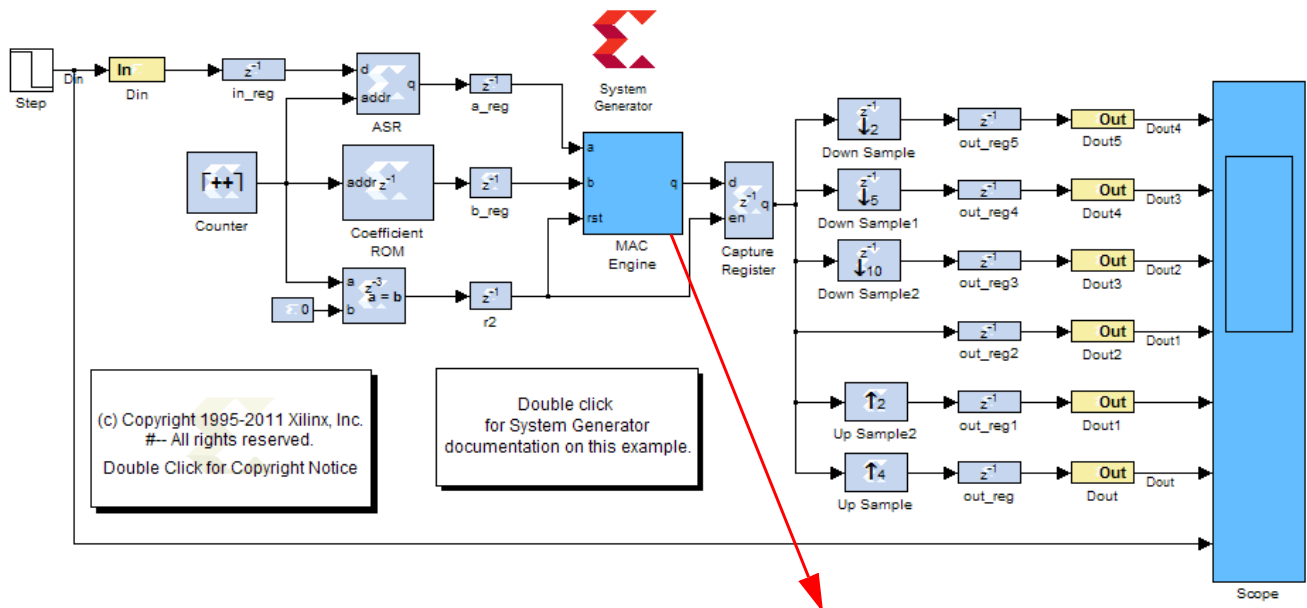 Step
Din
In
Din
z⁻¹
in_reg
d
addr
q
ASR
z⁻¹
a_reg
System
Generator
++
Counter
addr
z⁻¹
Coefficient
ROM
z⁻¹
b_reg
0
a
b
z⁻³
a = b
z⁻¹
r2
a
b
rst
q
MAC
Engine
d
en
z⁻¹
q
Capture
Register
z⁻¹
↓2
Down Sample
z⁻¹
out_reg5
Out
Dout5
Dout4
z⁻¹
↓5
Down Sample1
z⁻¹
out_reg4
Out
Dout4
Dout3
z⁻¹
↓10
Down Sample2
z⁻¹
out_reg3
Out
Dout3
Dout2
z⁻¹
out_reg2
Out
Dout2
Dout1
↑2
Up Sample2
z⁻¹
out_reg1
Out
Dout1
↑4
Up Sample
z⁻¹
out_reg
Out
Dout
Dout
Scope
(c) Copyright 1995-2011 Xilinx, Inc.
#-- All rights reserved.
Double Click for Copyright Notice
Double click
for System Generator
documentation on this example.